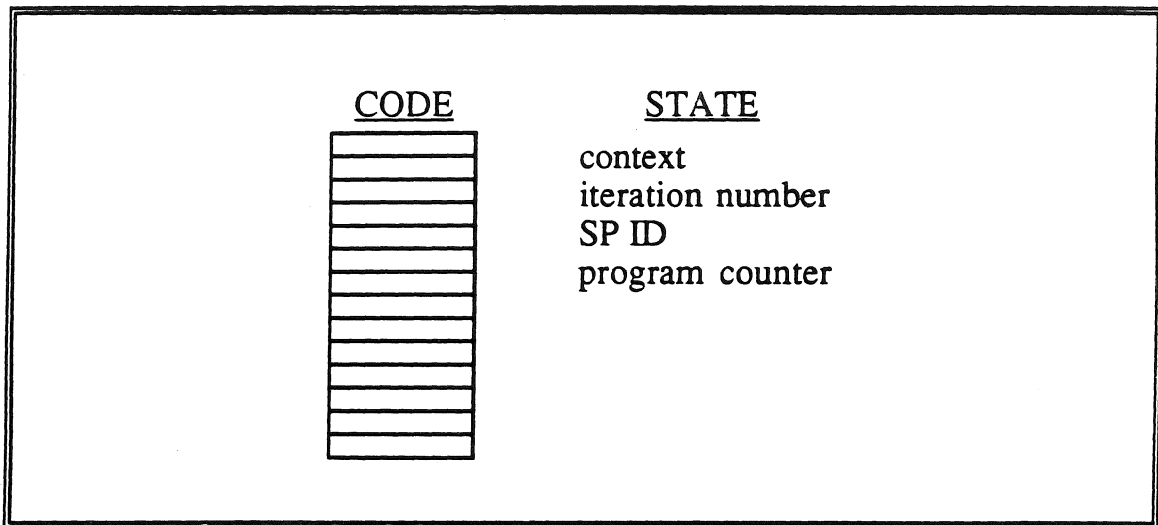 CODE
STATE
context
iteration number
SP ID
program counter